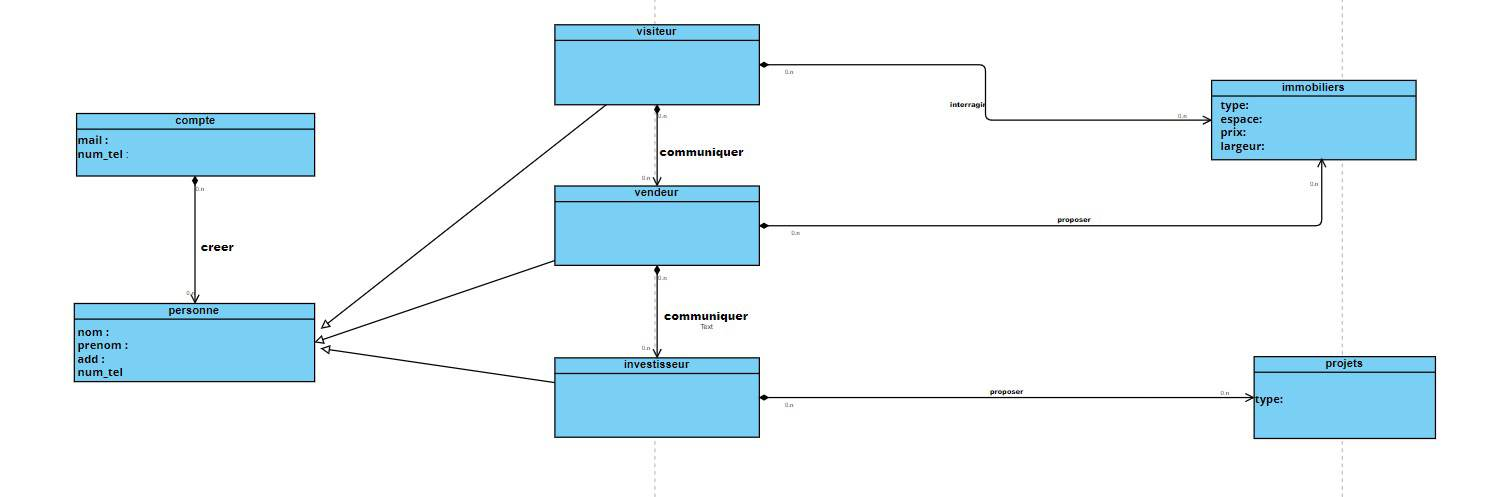 visiteur
0.n
interragir
0.n
immobiliers
type:
espace:
prix:
largeur:
compte
mail :
num_tel :
0.n
creer
0.n
personne
nom :
prenom :
add :
num_tel
0.n
communiquer
0.n
vendeur
0.n
proposer
0.n
0.n
communiquer
Text
0.n
investisseur
0.n
proposer
0.n
projets
type: